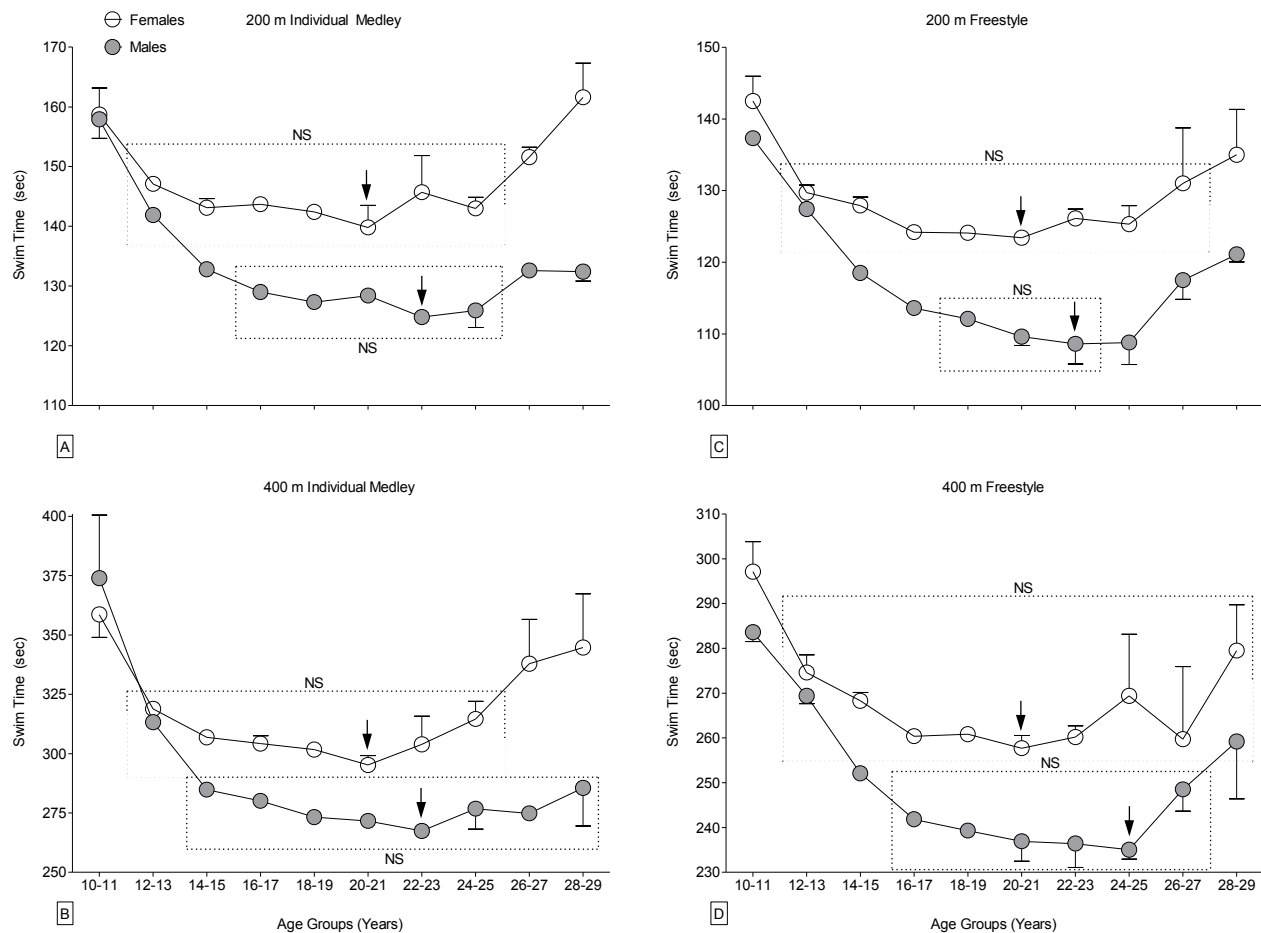 Females
Males
200 m Individual Medley
170
160
150
140
130
120
110
Swim Time (sec)
NS
NS
A
200 m Freestyle
150
140
130
120
110
100
Swim Time (sec)
NS
NS
C
400 m Individual Medley
400
375
350
325
300
275
250
Swim Time (sec)
NS
NS
10-11 12-13 14-15 16-17 18-19 20-21 22-23 24-25 26-27 28-29
B
Age Groups (Years)
400 m Freestyle
310
300
290
280
270
260
250
240
230
Swim Time (sec)
NS
NS
10-11 12-13 14-15 16-17 18-19 20-21 22-23 24-25 26-27 28-29
D
Age Groups (Years)